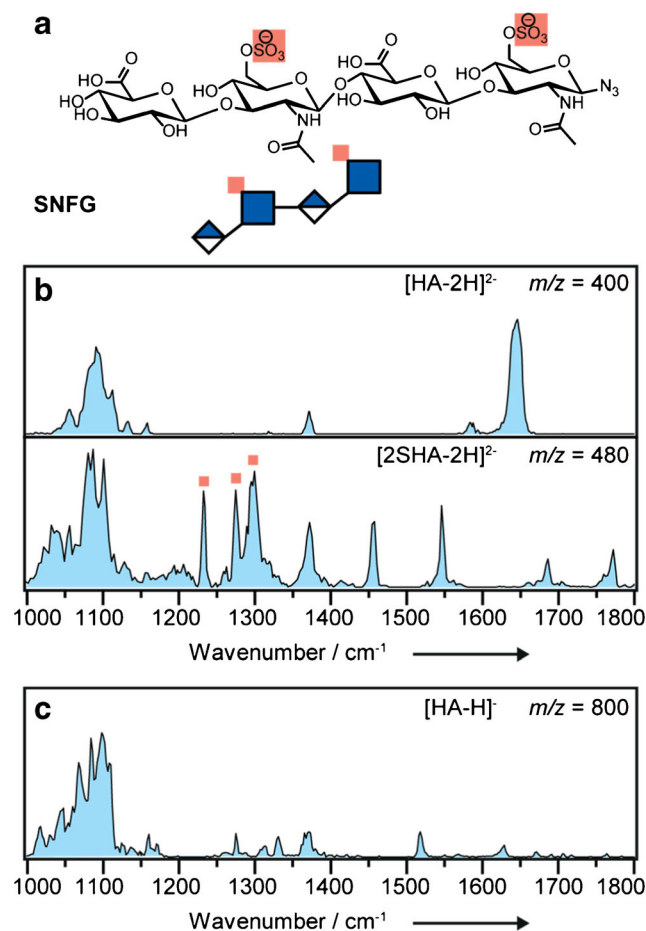 a
⊖
OSO₃
⊖
OSO₃
HO
O
O
HO
O
O
HO
O
HO
O
O
O
HO
O
N₃
HO
HO
OH
O
NH
HO
OH
O
NH
O
O
SNFG
b
[HA-2H]²⁻ m/z = 400
[2SHA-2H]²⁻ m/z = 480
1000 1100 1200 1300 1400 1500 1600 1700 1800
Wavenumber / cm⁻¹
c
[HA-H]⁻ m/z = 800
1000 1100 1200 1300 1400 1500 1600 1700 1800
Wavenumber / cm⁻¹